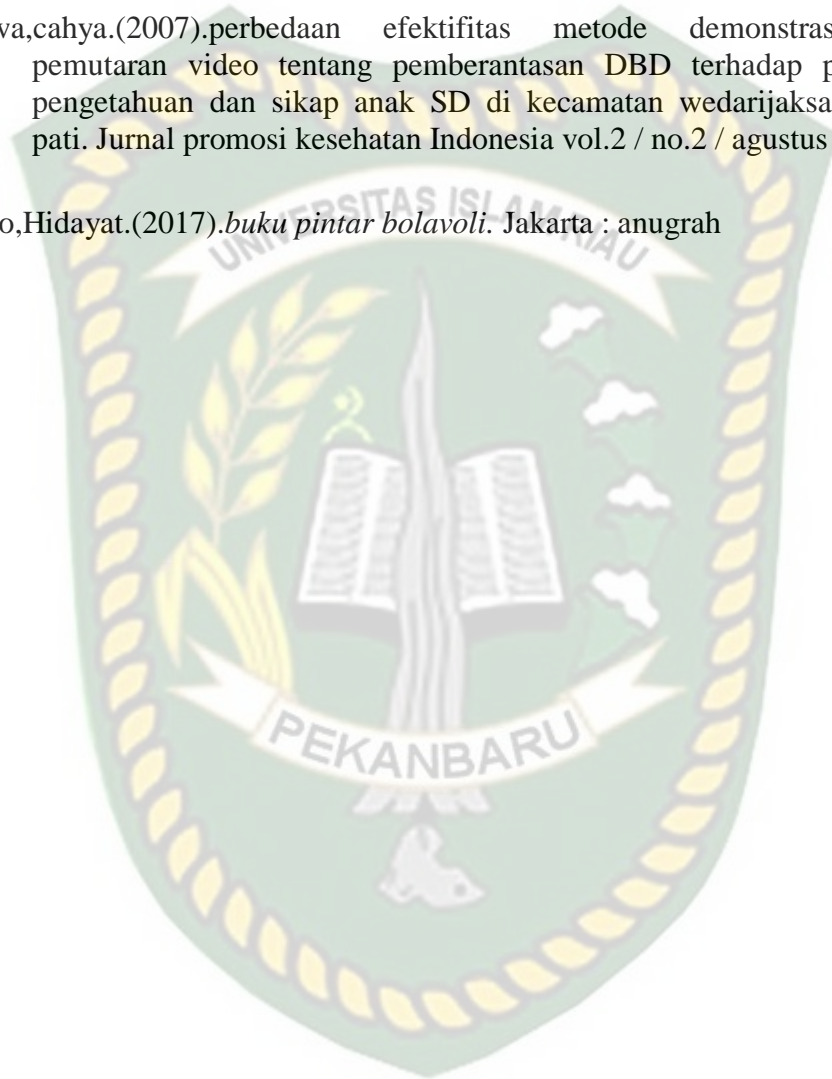 va,cahya.(2007).perbedaan efektifitas metode demonstras
pemutaran video tentang pemberantasan DBD terhadap p
pengetahuan dan sikap anak SD di kecamatan wedarijaksa
pati. Jurnal promosi kesehatan Indonesia vol.2 / no.2 / agustus
o,Hidayat.(2017).buku pintar bolavoli. Jakarta : anugrah
UNIVERSITAS ISLAM RIAU
PEKANBARU